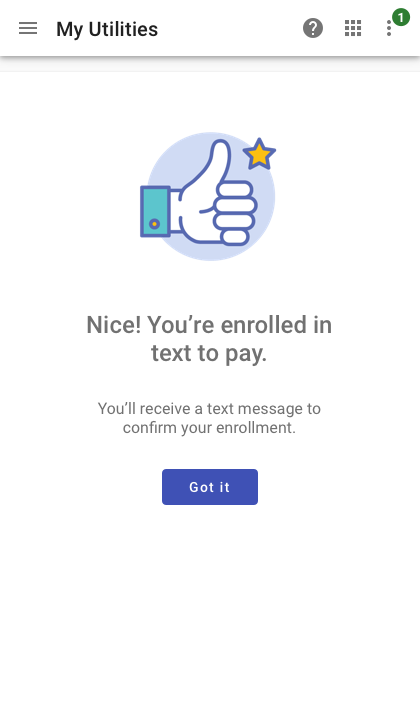 My Utilities
1
Nice! You’re enrolled in
text to pay.
You’ll receive a text message to
confirm your enrollment.
Got it